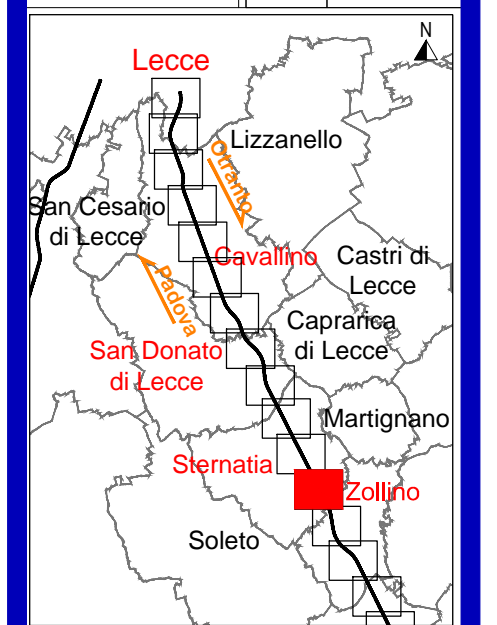 N
Lecce
Lizzanello
Otranto
San Cesario
di Lecce
Cavallino
Castri di
Lecce
Padova
Caprarica
di Lecce
San Donato
di Lecce
Martignano
Sternatia
Zollino
Soleto